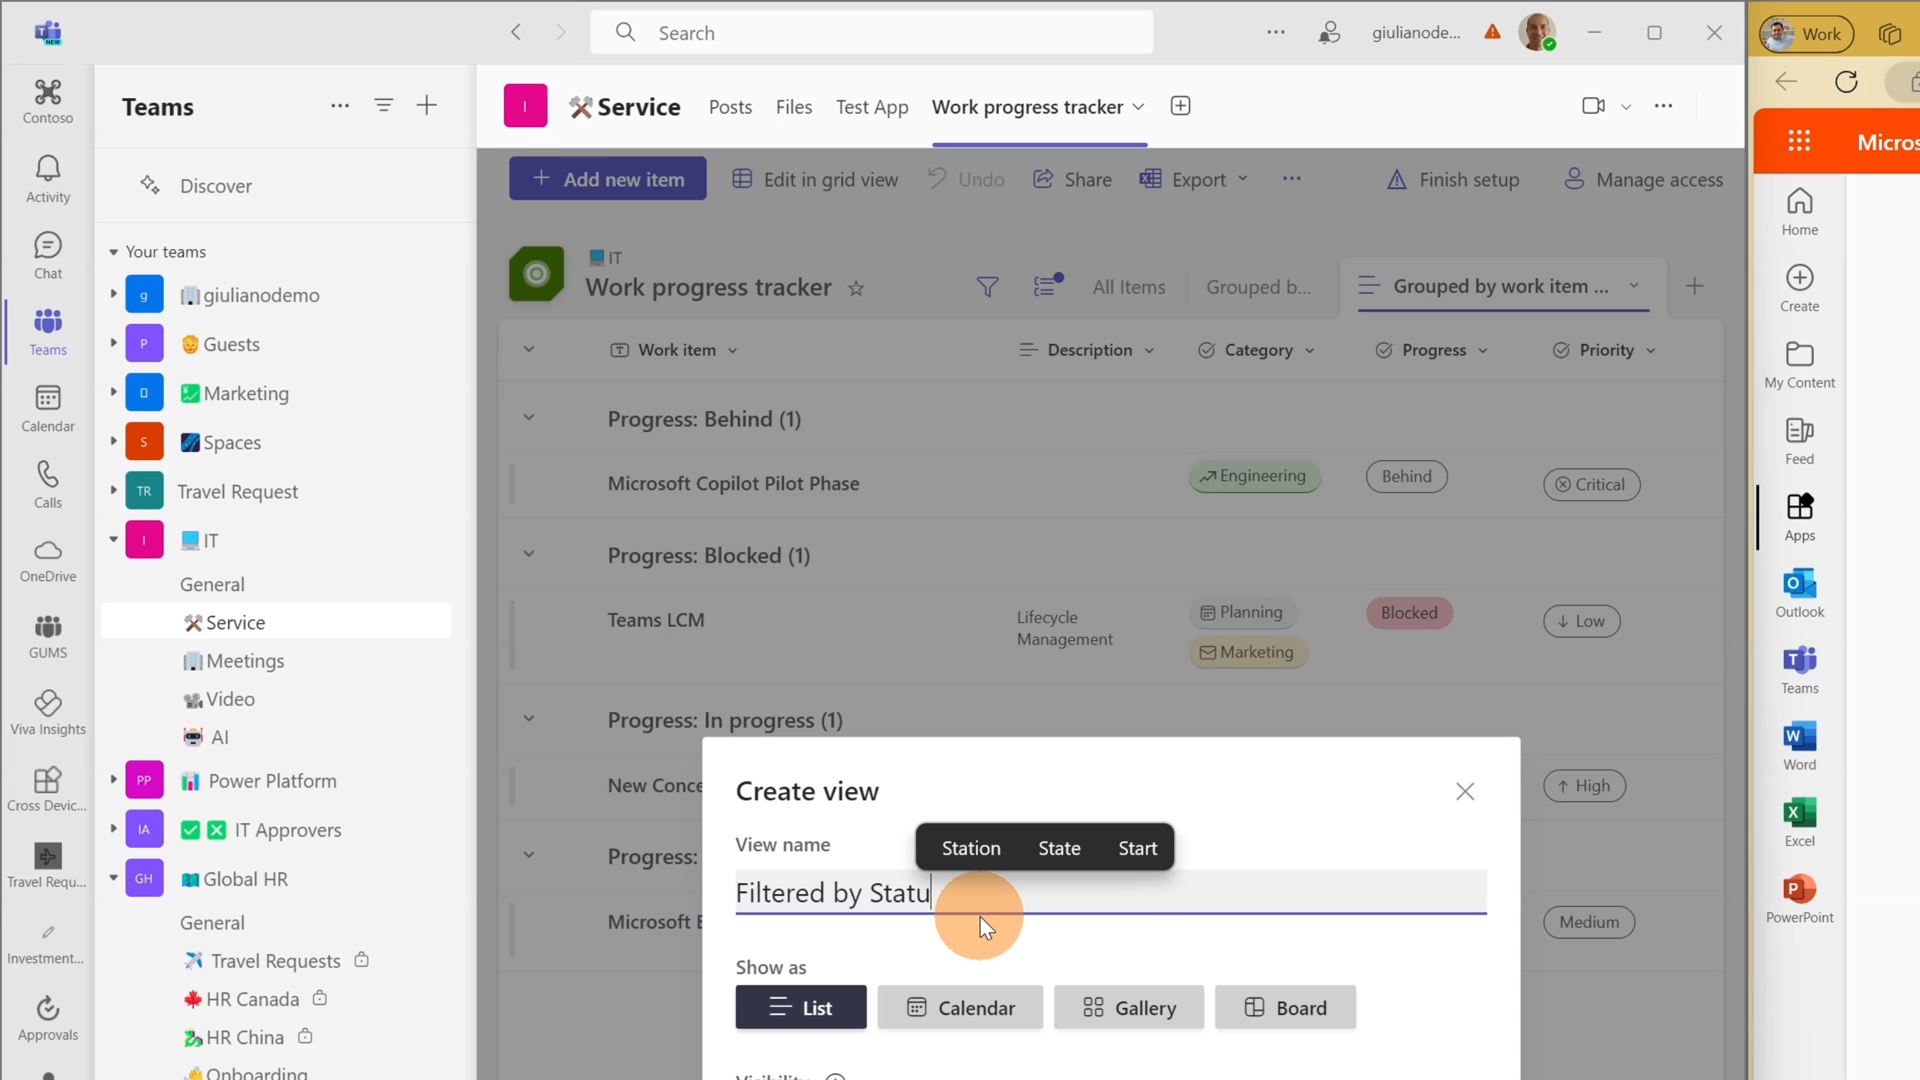 NEW
Search
giulianode...
Work
Contoso
Activity
Chat
Teams
Calendar
Calls
OneDrive
GUMS
Viva Insights
Cross Devic...
Travel Requ...
Investment...
Approvals
Teams
Discover
Your teams
g giulianodemo
P Guests
Marketing
S Spaces
TR Travel Request
I IT
General
Service
Meetings
Video
AI
PP Power Platform
IA IT Approvers
GH Global HR
General
Travel Requests
HR Canada
HR China
Onboarding
I Service Posts Files Test App Work progress tracker
Add new item Edit in grid view Undo Share Export Finish setup Manage access
IT
Work progress tracker All Items Grouped b... Grouped by work item ...
Work item Description Category Progress Priority
Progress: Behind (1)
Microsoft Copilot Pilot Phase Engineering Behind Critical
Progress: Blocked (1)
Teams LCM Lifecycle Management Planning Marketing Blocked Low
Progress: In progress (1)
New Conce High
Progress:
Microsoft Medium
Create view
View name
Station State Start
Filtered by Statu
Show as
List Calendar Gallery Board
Visibility
Micros
Home
Create
My Content
Feed
Apps
Outlook
Teams
Word
Excel
PowerPoint